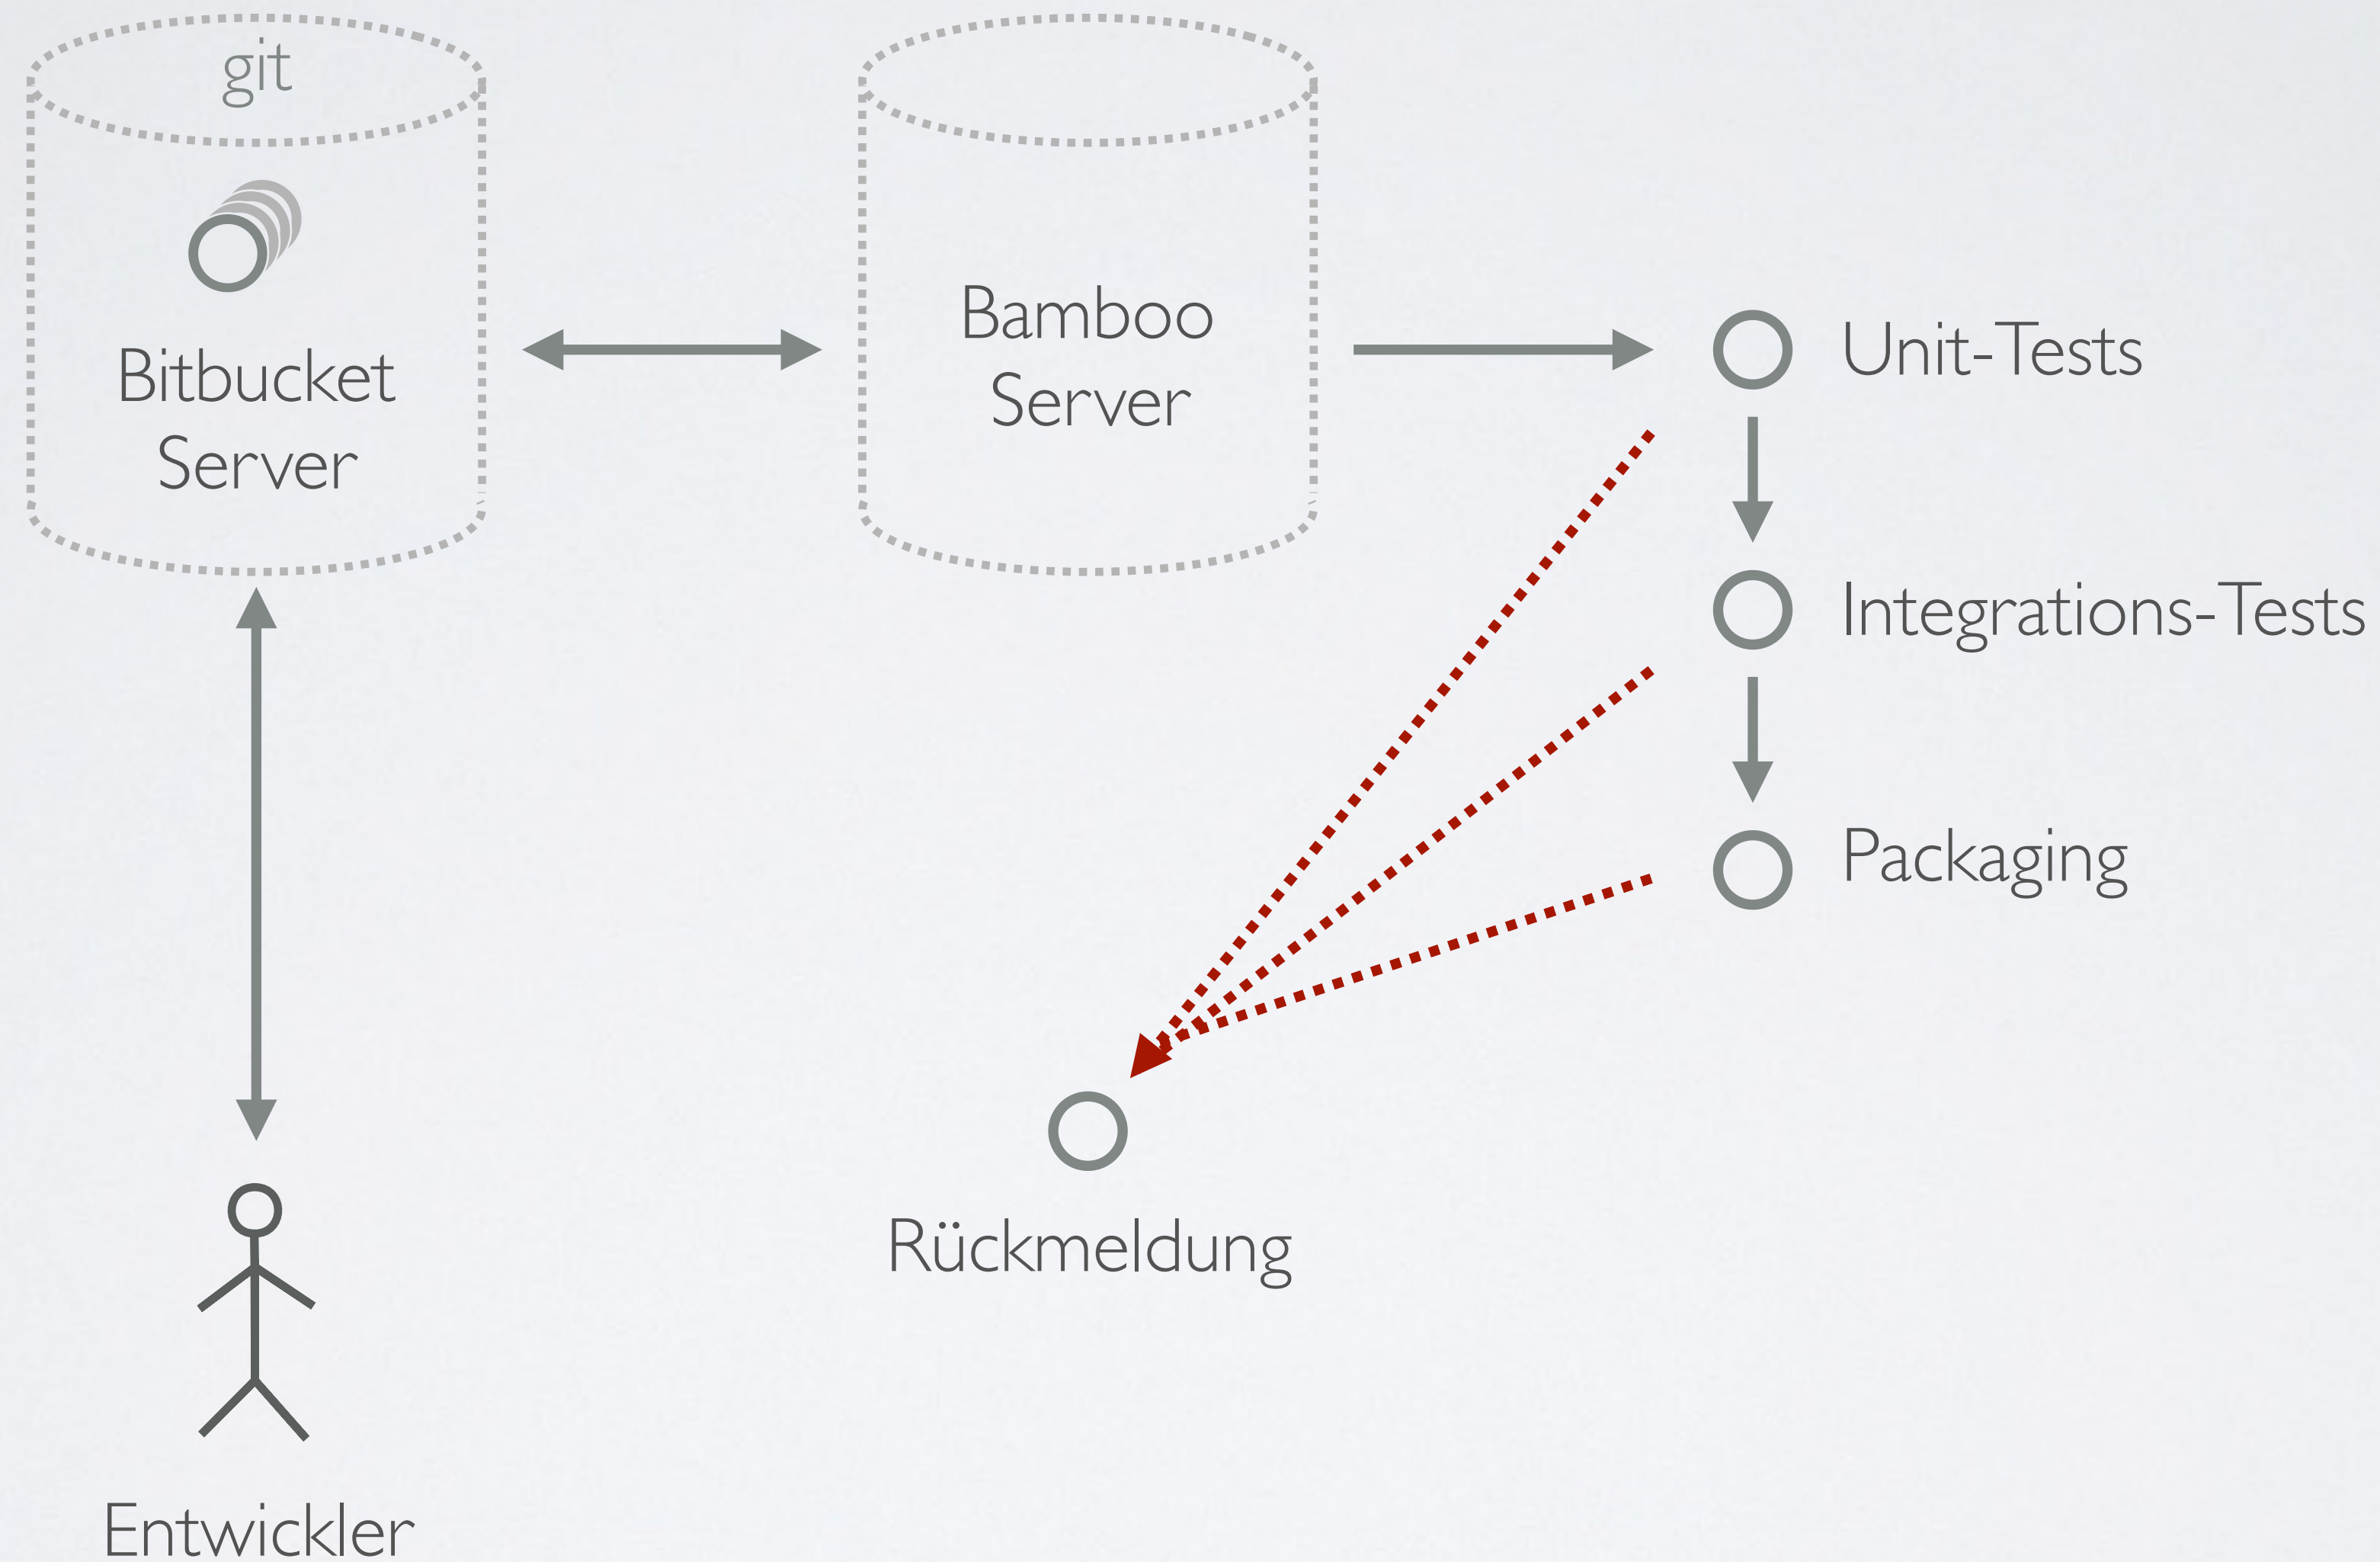 git
Bitbucket
Server
Bamboo
Server
Unit-Tests
Integrations-Tests
Packaging
Rückmeldung
Entwickler